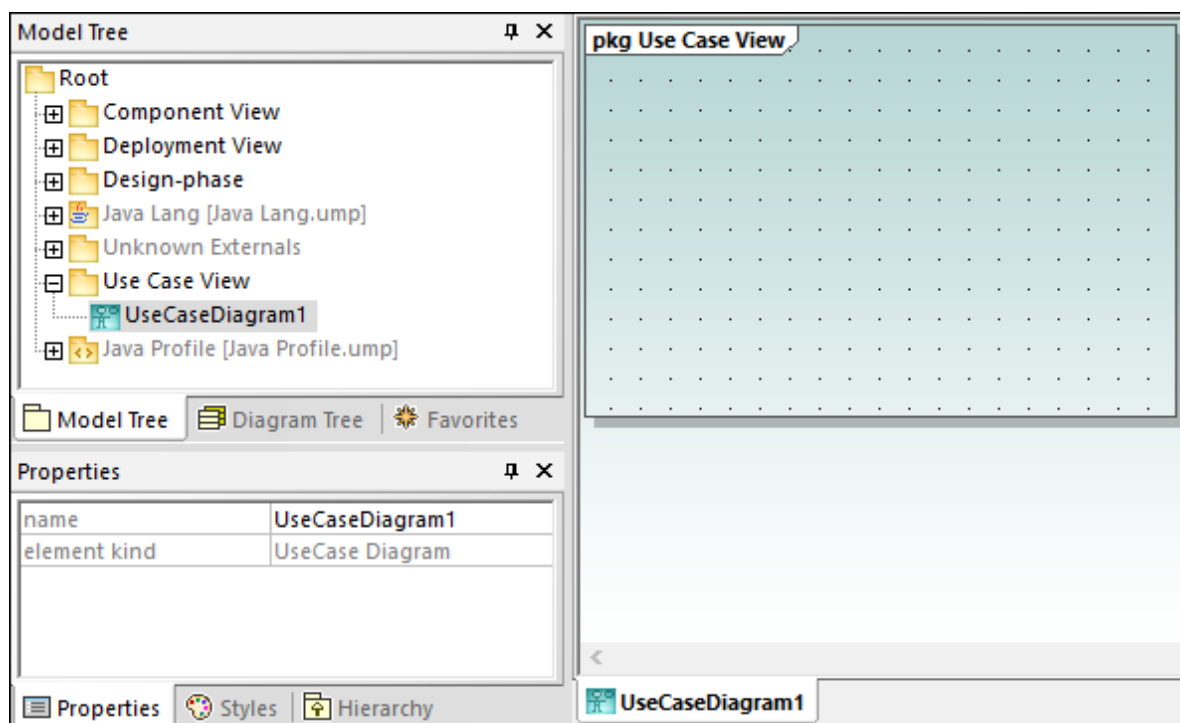 Model Tree
Root
Component View
Deployment View
Design-phase
Java Lang [Java Lang.ump]
Unknown Externals
Use Case View
UseCaseDiagram1
Java Profile [Java Profile.ump]
Model Tree Diagram Tree Favorites
Properties
name UseCaseDiagram1
element kind UseCase Diagram
Properties Styles Hierarchy
pkg Use Case View
UseCaseDiagram1